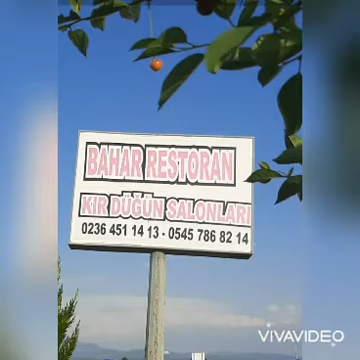 BAHAR RESTORAN
KIR DÜĞÜN SALONLARI
0236 451 14 13 - 0545 786 82 14
VIVAVIDEO